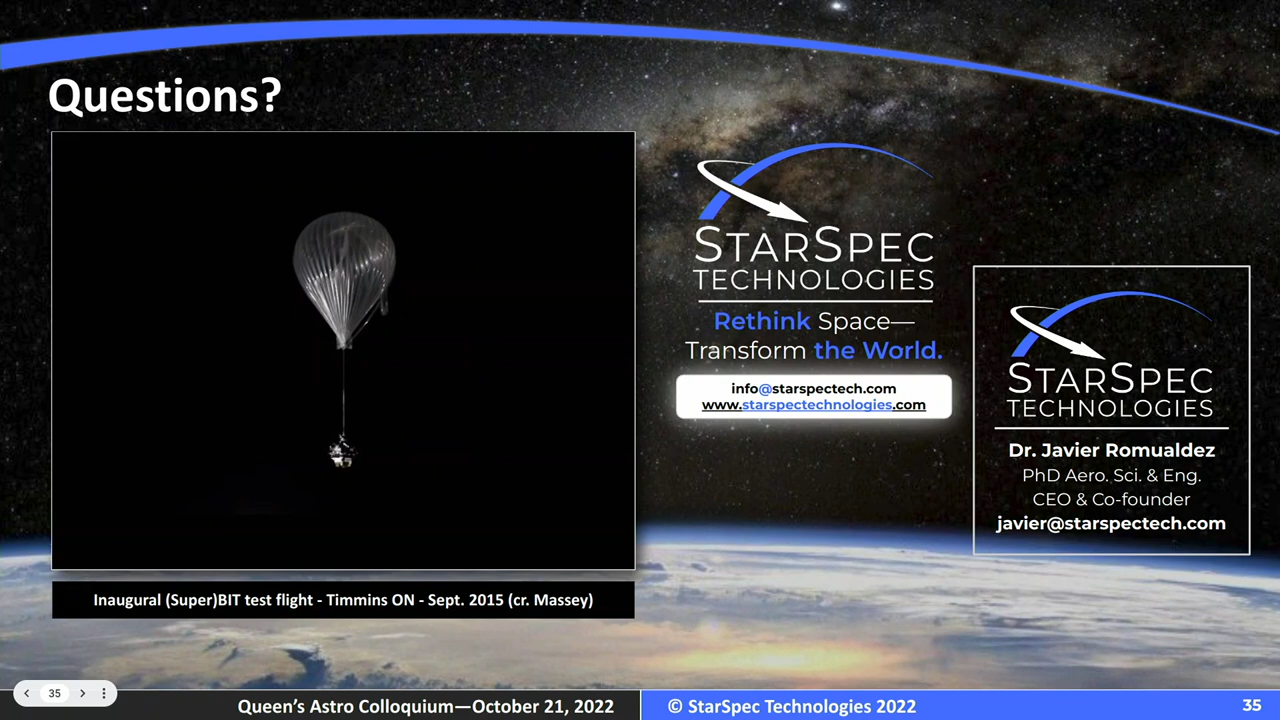 Questions?
STARSPEC
TECHNOLOGIES
Rethink Space—
Transform the World.
info@starspectech.com
www.starspectechnologies.com
STARSPEC
TECHNOLOGIES
Dr. Javier Romualdez
PhD Aero. Sci. & Eng.
CEO & Co-founder
javier@starspectech.com
Inaugural (Super)BIT test flight - Timmins ON - Sept. 2015 (cr. Massey)
35
Queen’s Astro Colloquium—October 21, 2022
© StarSpec Technologies 2022
35